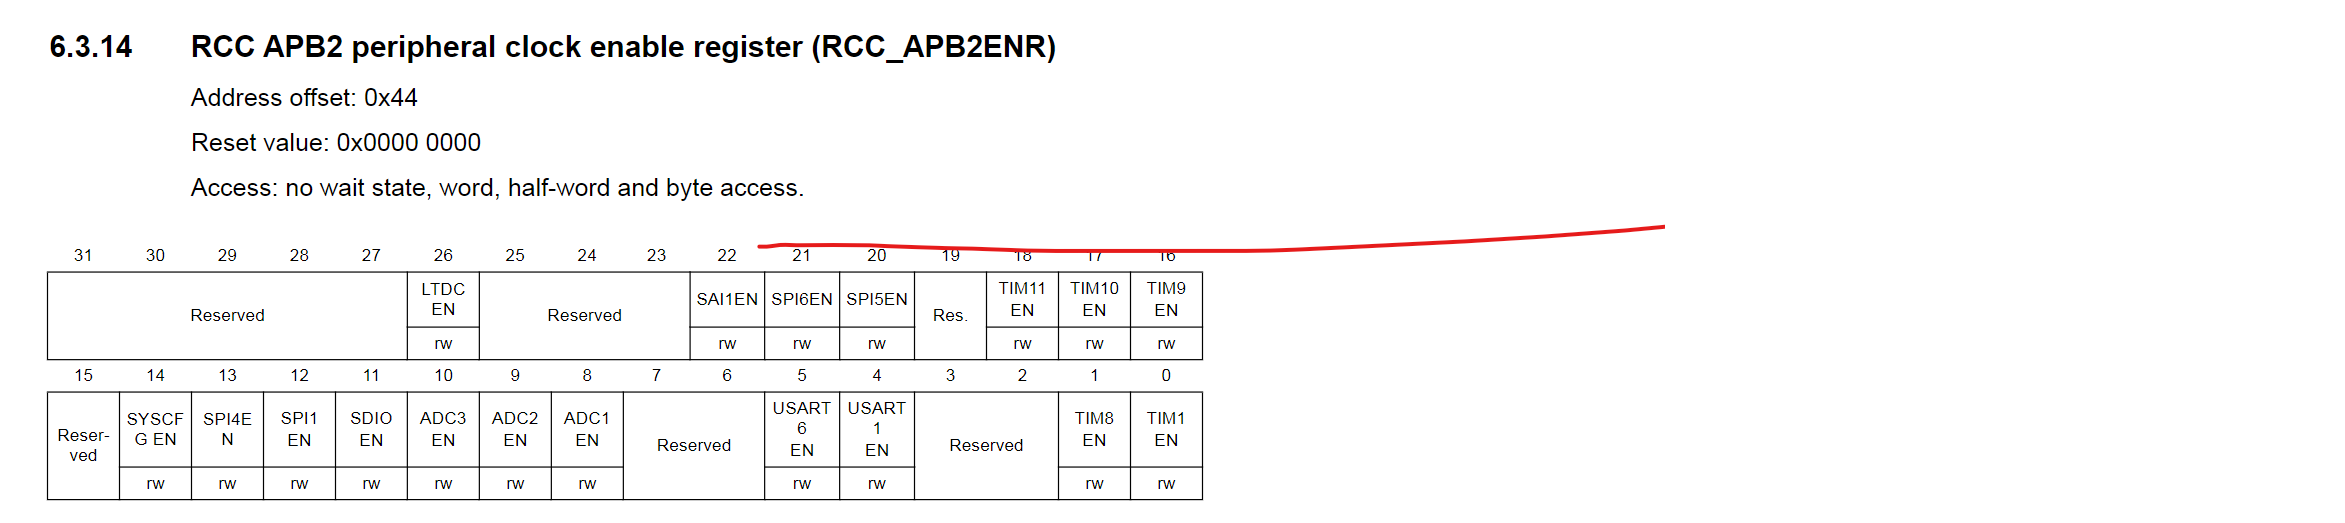 6.3.14 RCC APB2 peripheral clock enable register (RCC_APB2ENR)
Address offset: 0x44
Reset value: 0x0000 0000
Access: no wait state, word, half-word and byte access.
31 30 29 28 27 26 25 24 23 22 21 20 19 18 17 16
Reserved LTDC EN Reserved SAI1EN SPI6EN SPI5EN Res. TIM11 EN TIM10 EN TIM9 EN
rw rw rw rw rw rw rw
15 14 13 12 11 10 9 8 7 6 5 4 3 2 1 0
Reser-ved SYSCF G EN SPI4E N SPI1 EN SDIO EN ADC3 EN ADC2 EN ADC1 EN Reserved USART 6 EN USART 1 EN Reserved TIM8 EN TIM1 EN
rw rw rw rw rw rw rw rw rw rw rw